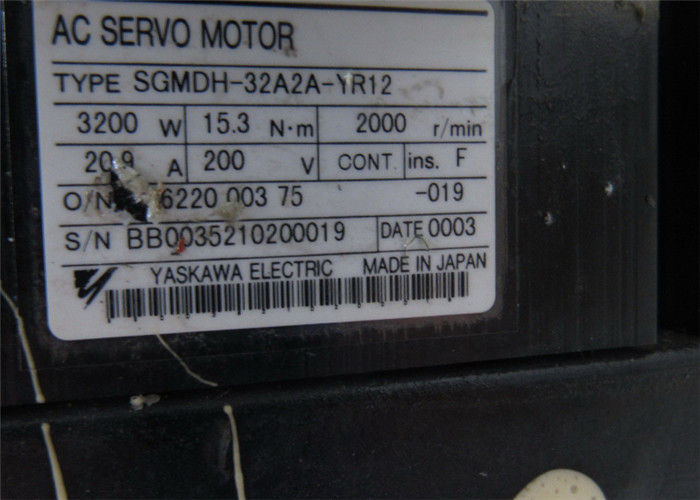 AC SERVO MOTOR
TYPE SGMDH-32A2A-YR12
3200 W 15.3 N·m 2000 r/min
20.9 A 200 V CONT. ins. F
O/N 6220 003 75 -019
S/N BB0035210200019 DATE 0003
YASKAWA ELECTRIC MADE IN JAPAN